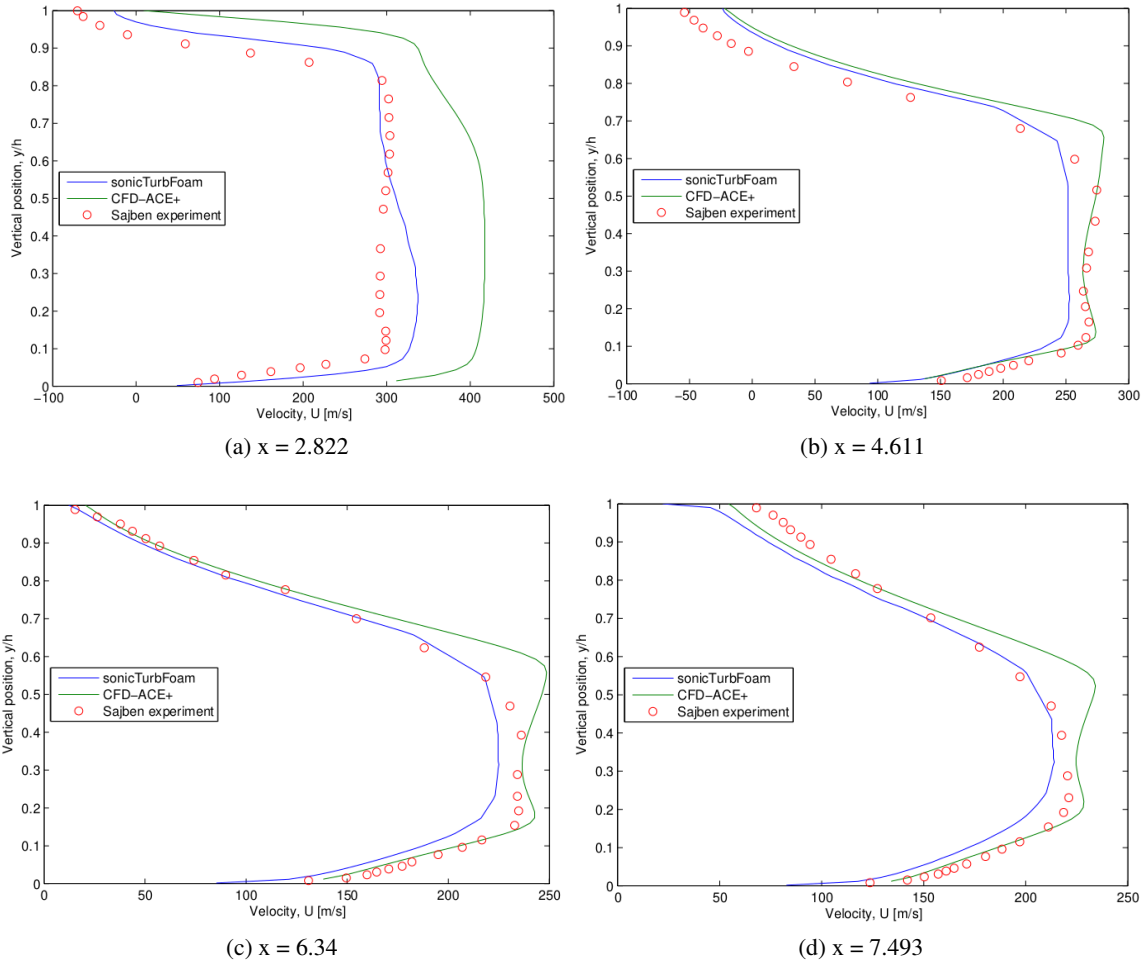 1
0.9
0.8
0.7
0.6
0.5
0.4
0.3
0.2
0.1
0
Vertical position, y/h
sonicTurbFoam
CFD−ACE+
Sajben experiment
−100 0 100 200 300 400 500
Velocity, U [m/s]
(a) x = 2.822
1
0.9
0.8
0.7
0.6
0.5
0.4
0.3
0.2
0.1
0
Vertical position, y/h
sonicTurbFoam
CFD−ACE+
Sajben experiment
−100 −50 0 50 100 150 200 250 300
Velocity, U [m/s]
(b) x = 4.611
1
0.9
0.8
0.7
0.6
0.5
0.4
0.3
0.2
0.1
0
Vertical position, y/h
sonicTurbFoam
CFD−ACE+
Sajben experiment
0 50 100 150 200 250
Velocity, U [m/s]
(c) x = 6.34
1
0.9
0.8
0.7
0.6
0.5
0.4
0.3
0.2
0.1
0
Vertical position, y/h
sonicTurbFoam
CFD−ACE+
Sajben experiment
0 50 100 150 200 250
Velocity, U [m/s]
(d) x = 7.493